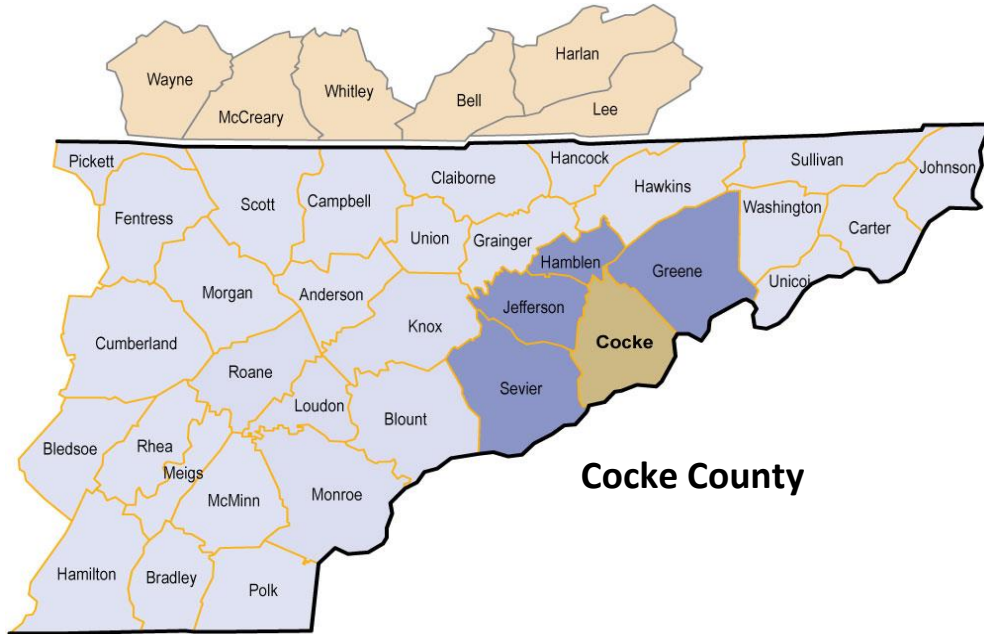 Harlan
Wayne
Whitley
Bell
Lee
McCreary
Pickett
Hancock
Sullivan
Johnson
Claiborne
Hawkins
Scott
Campbell
Washington
Fentress
Carter
Union
Grainger
Hamblen
Greene
Unicoi
Morgan
Anderson
Jefferson
Knox
Cumberland
Cocke
Roane
Sevier
Loudon
Blount
Bledsoe
Rhea
Meigs
Cocke County
McMinn
Monroe
Hamilton
Bradley
Polk